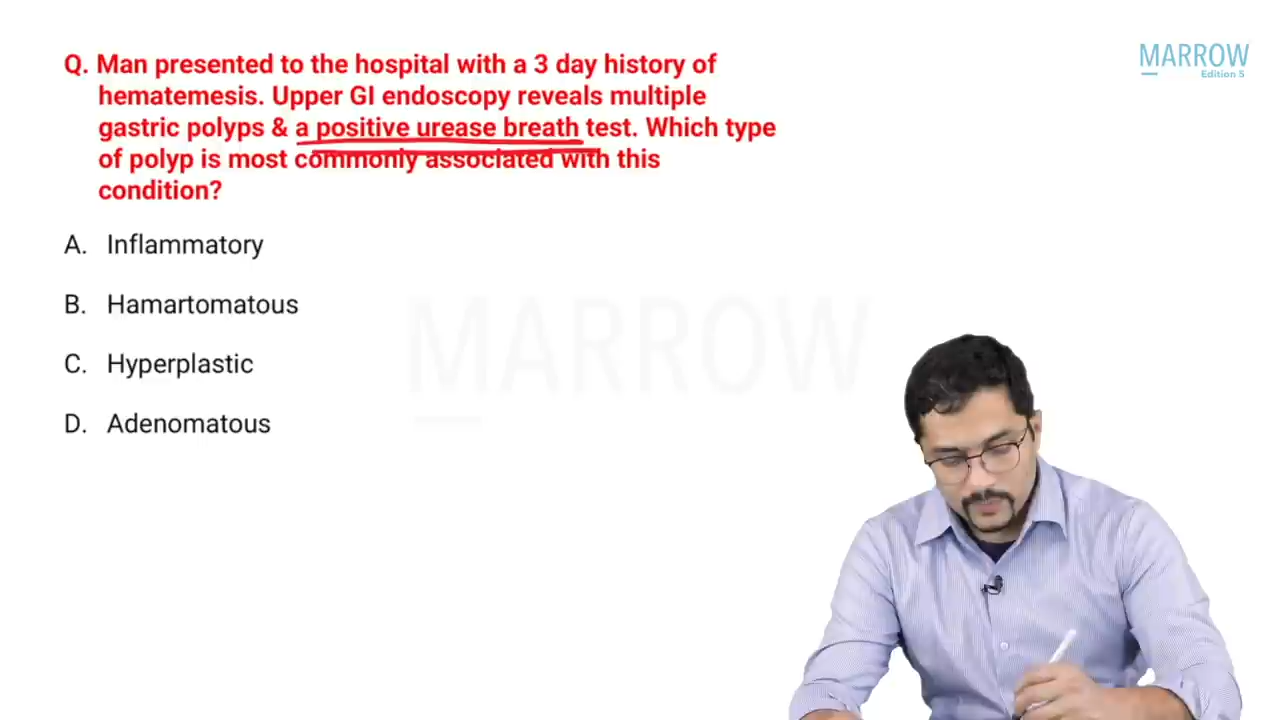 MARROW
Edition 5
Q. Man presented to the hospital with a 3 day history of
hematemesis. Upper GI endoscopy reveals multiple
gastric polyps & a positive urease breath test. Which type
of polyp is most commonly associated with this
condition?
A. Inflammatory
B. Hamartomatous
C. Hyperplastic
D. Adenomatous
MARROW